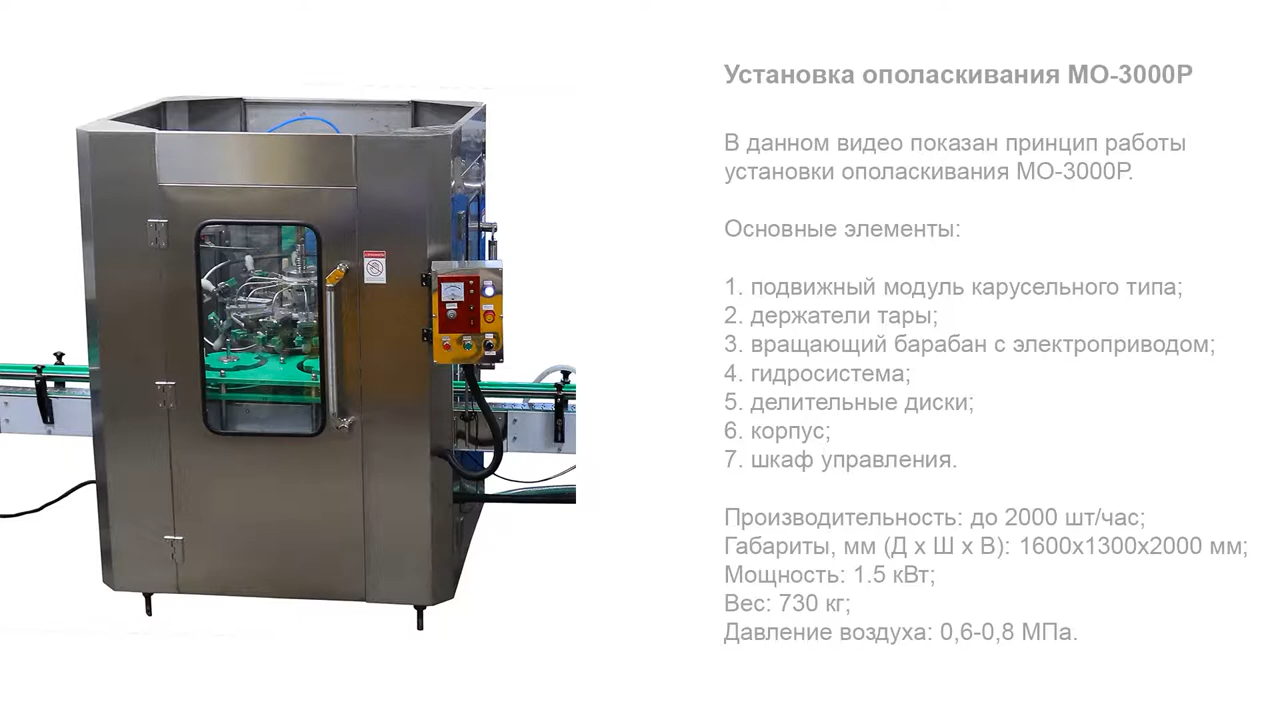 Установка ополаскивания МО-3000Р
В данном видео показан принцип работы
установки ополаскивания МО-3000Р.
Основные элементы:
1. подвижный модуль карусельного типа;
2. держатели тары;
3. вращающий барабан с электроприводом;
4. гидросистема;
5. делительные диски;
6. корпус;
7. шкаф управления.
Производительность: до 2000 шт/час;
Габариты, мм (Д х Ш х В): 1600х1300х2000 мм;
Мощность: 1.5 кВт;
Вес: 730 кг;
Давление воздуха: 0,6-0,8 МПа.